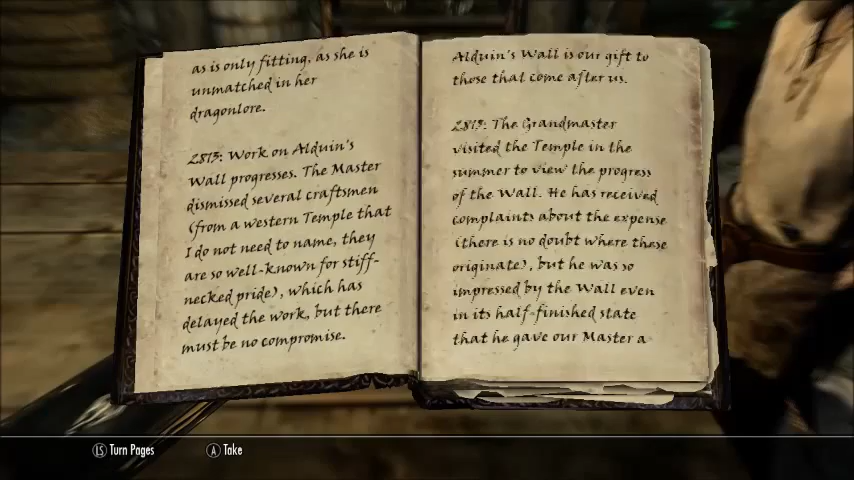 as is only fitting, as she is
unmatched in her
dragonlore.
2813: Work on Alduin's
Wall progresses. The Master
dismissed several craftsmen
(from a western Temple that
I do not need to name, they
are so well-known for stiff-
necked pride), which has
delayed the work, but there
must be no compromise.
Alduin's Wall is our gift to
those that come after us.
2818: The Grandmaster
visited the Temple in the
summer to view the progress
of the Wall. He has received
complaints about the expense
(there is no doubt where these
originate), but he was so
impressed by the Wall even
in its half-finished state
that he gave our Master a
LS Turn Pages
A Take